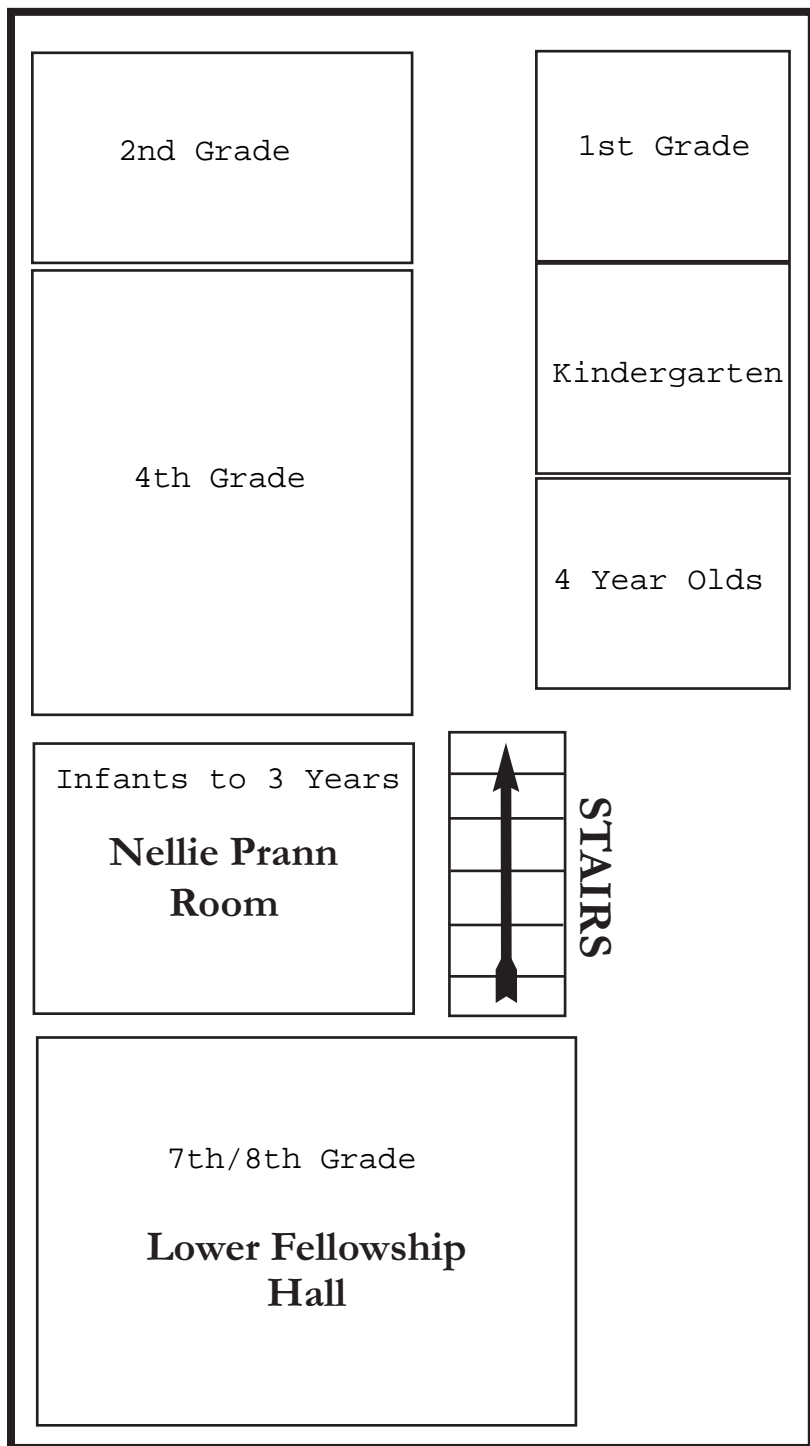 2nd Grade
1st Grade
Kindergarten
4th Grade
4 Year Olds
Infants to 3 Years
Nellie Prann
Room
STAIRS
7th/8th Grade
Lower Fellowship
Hall